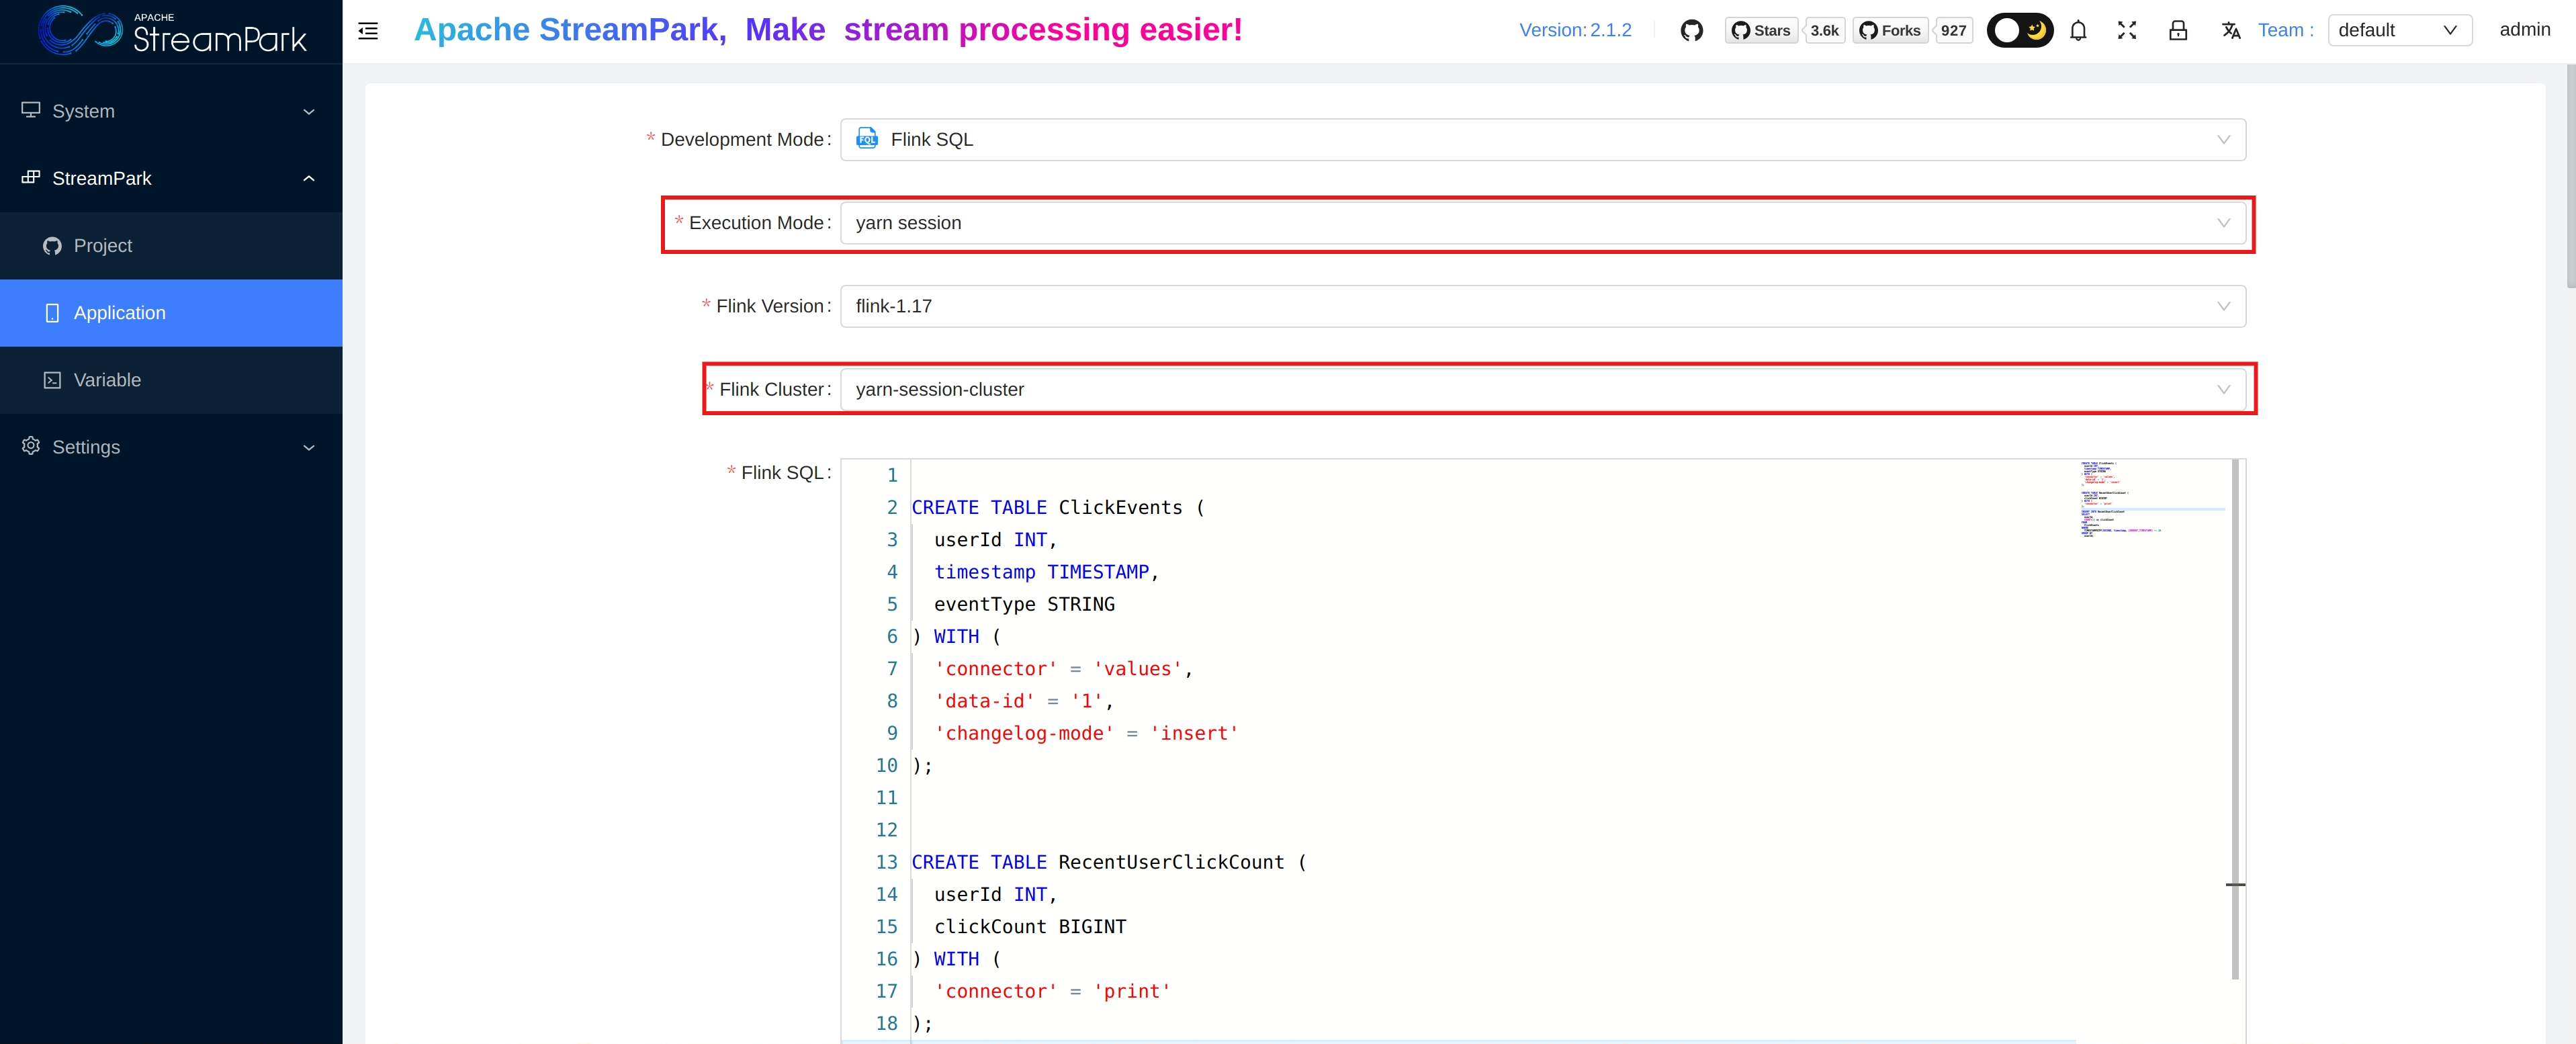 APACHE
StreamPark
Apache StreamPark, Make stream processing easier!
Version: 2.1.2
Stars 3.6k
Forks 927
Team :
default
admin
System
StreamPark
Project
Application
Variable
Settings
* Development Mode: FQL Flink SQL
* Execution Mode: yarn session
* Flink Version: flink-1.17
* Flink Cluster: yarn-session-cluster
* Flink SQL:
1
2 CREATE TABLE ClickEvents (
3 userId INT,
4 timestamp TIMESTAMP,
5 eventType STRING
6 ) WITH (
7 'connector' = 'values',
8 'data-id' = '1',
9 'changelog-mode' = 'insert'
10 );
11
12
13 CREATE TABLE RecentUserClickCount (
14 userId INT,
15 clickCount BIGINT
16 ) WITH (
17 'connector' = 'print'
18 );